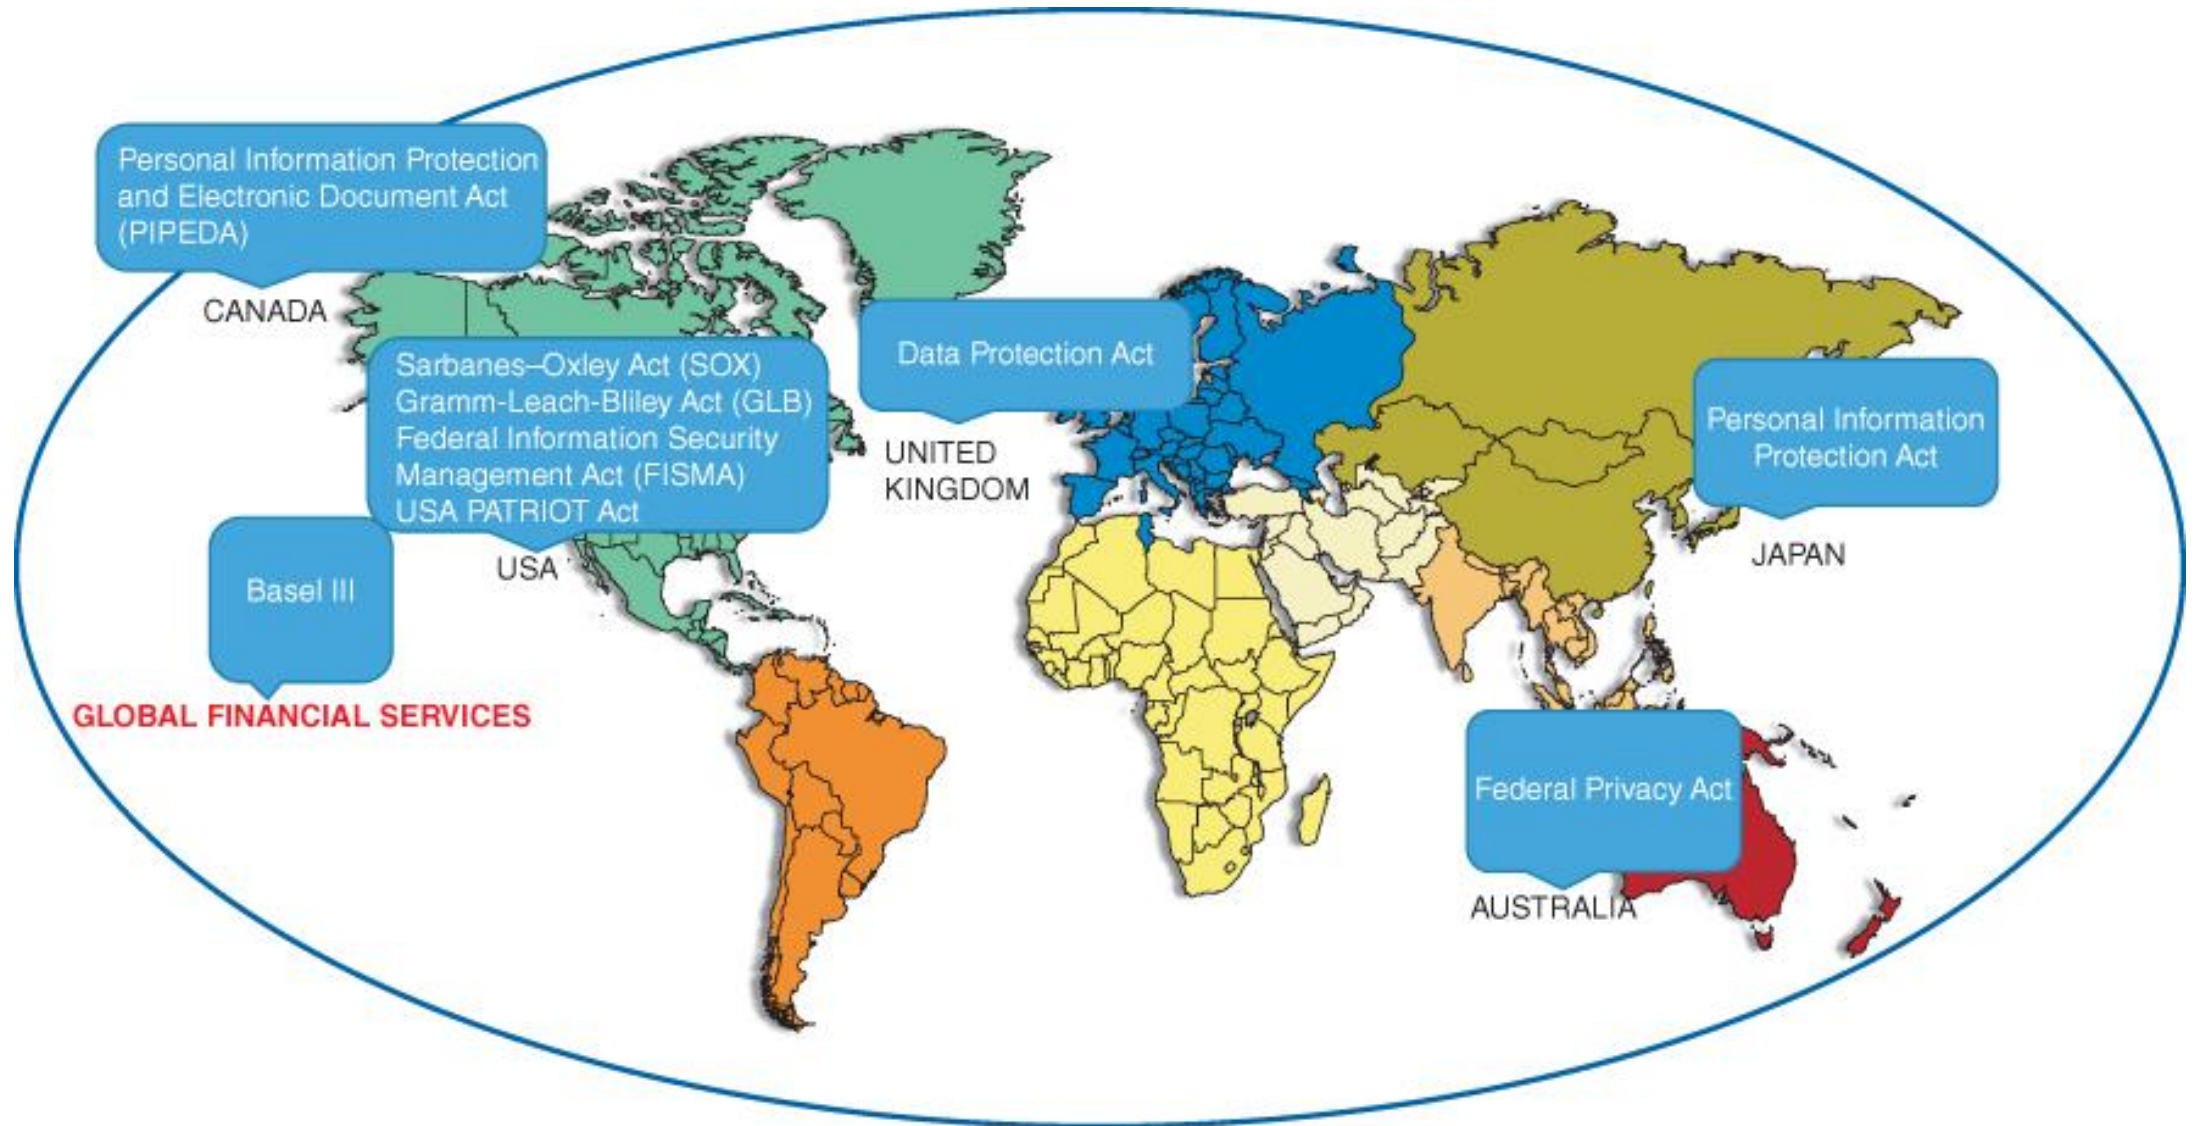 Personal Information Protection
and Electronic Document Act
(PIPEDA)
CANADA
Sarbanes–Oxley Act (SOX)
Gramm-Leach-Bliley Act (GLB)
Federal Information Security
Management Act (FISMA)
USA PATRIOT Act
USA
Basel III
GLOBAL FINANCIAL SERVICES
Data Protection Act
UNITED
KINGDOM
Personal Information
Protection Act
JAPAN
Federal Privacy Act
AUSTRALIA